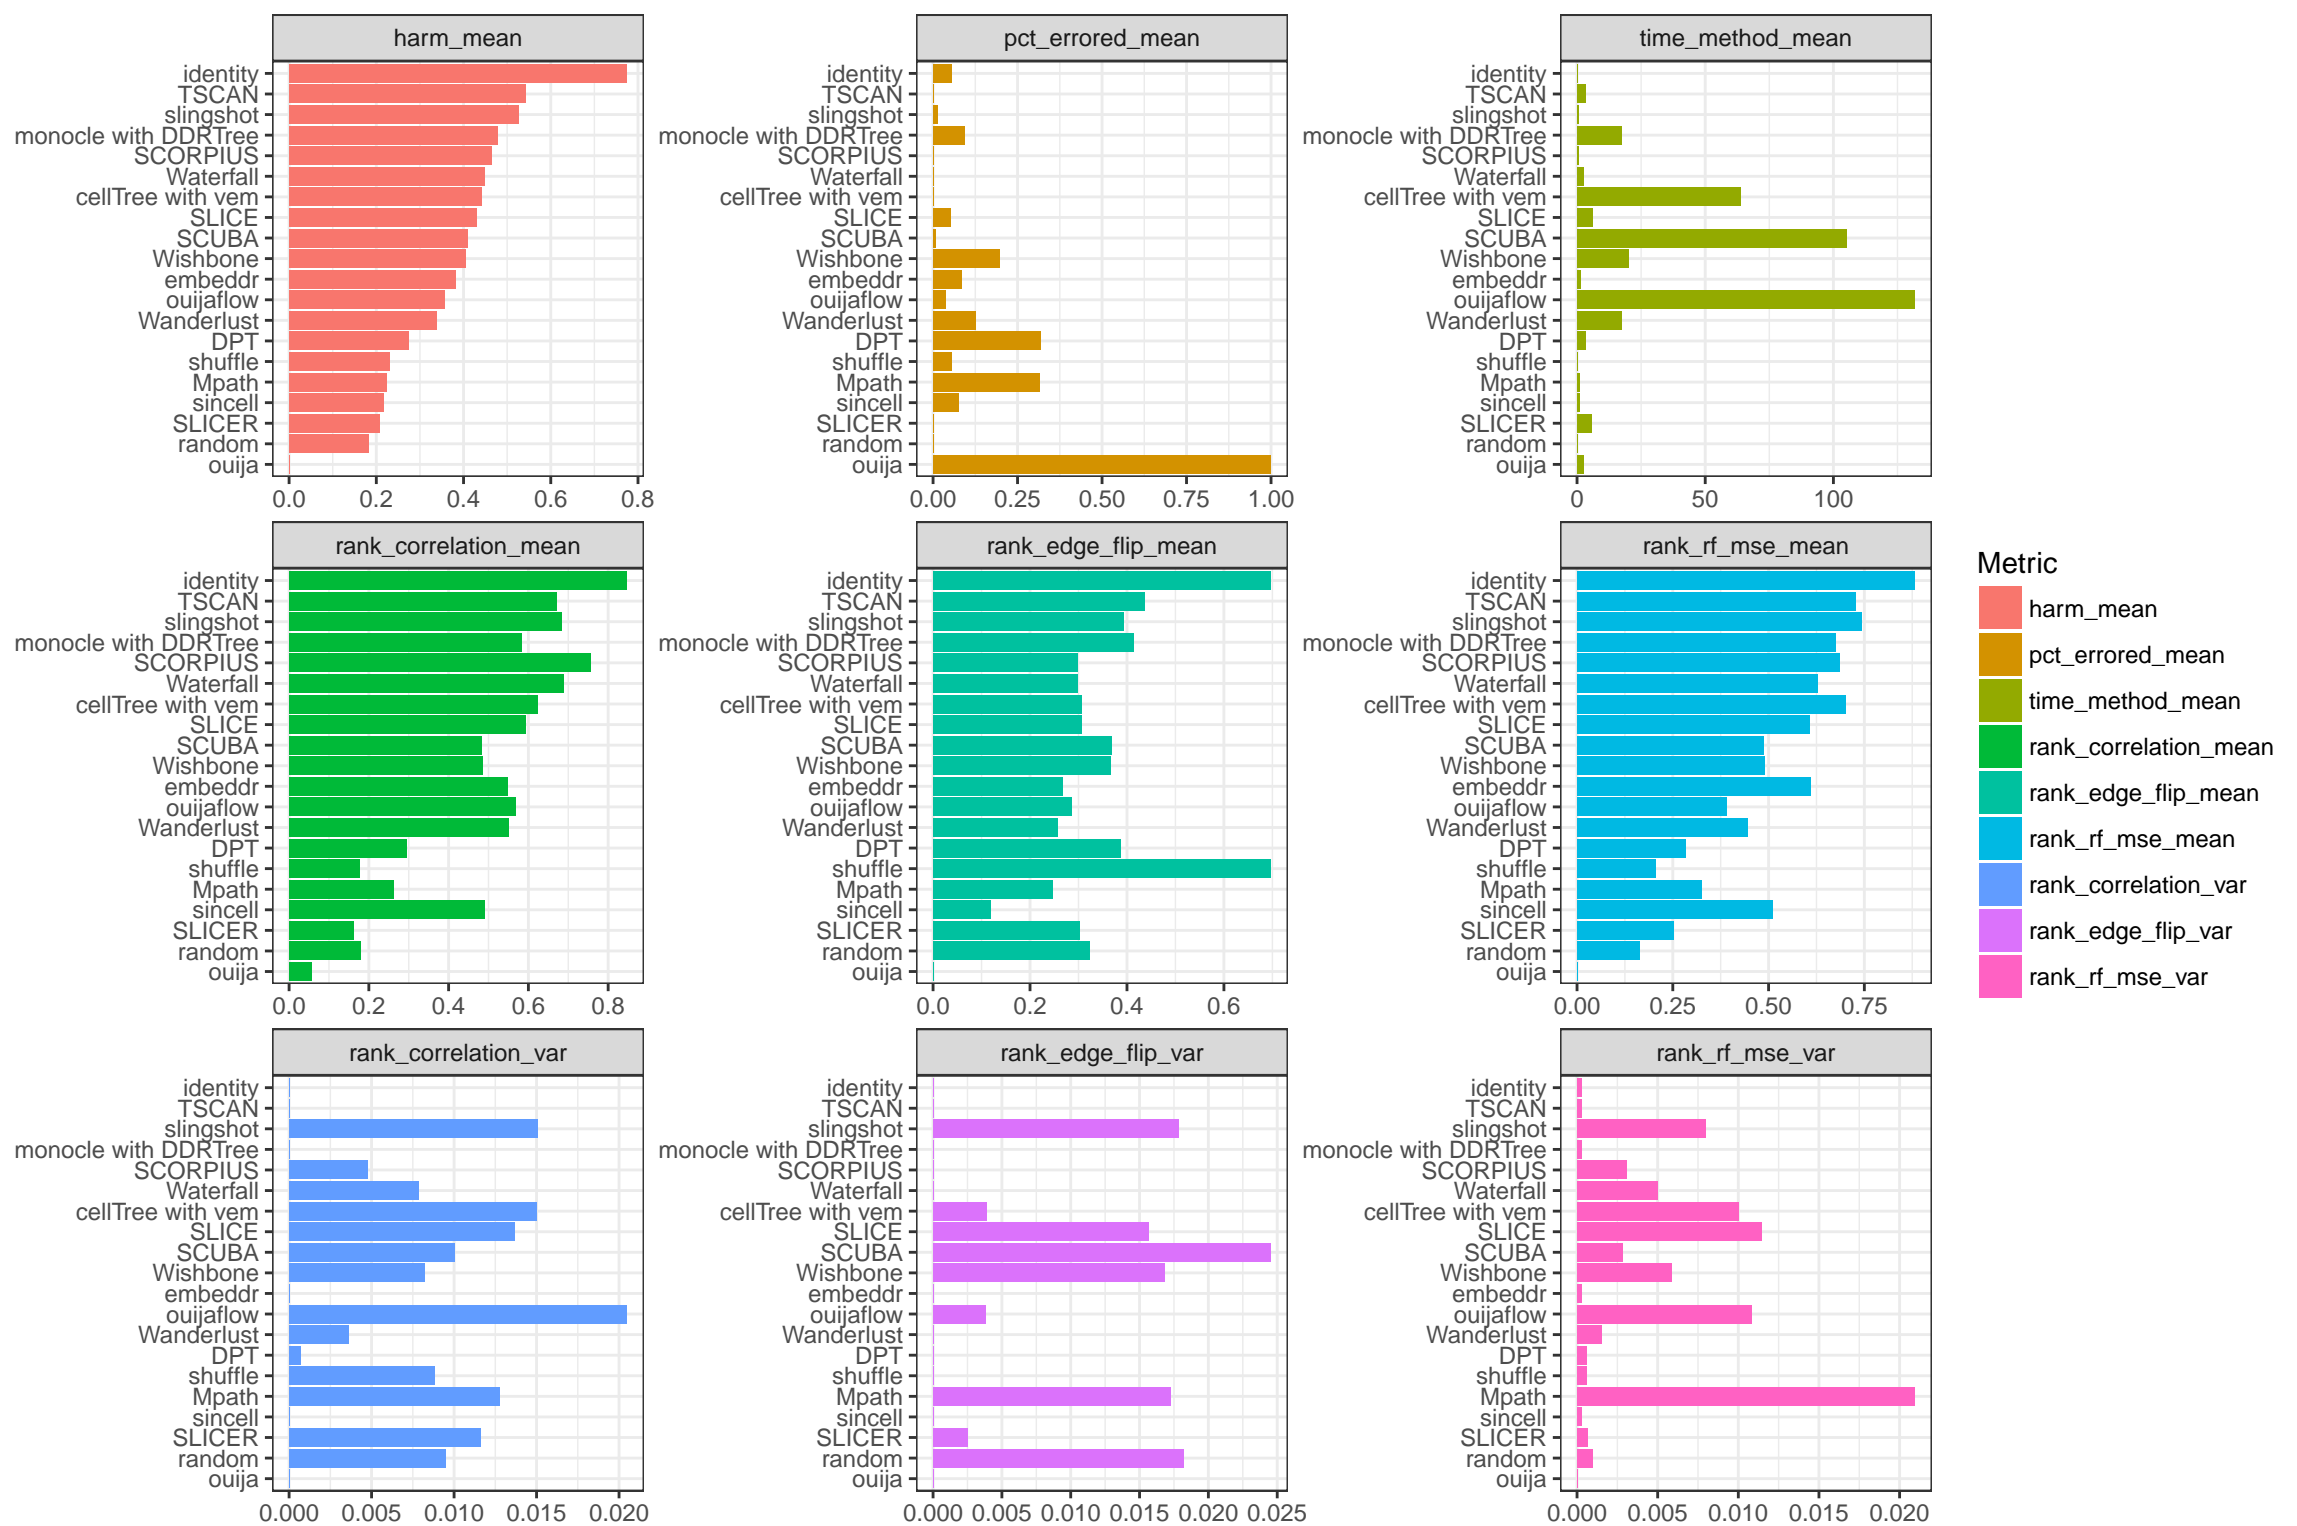 harm_mean
identity
TSCAN
slingshot
monocle with DDRTree
SCORPIUS
Waterfall
cellTree with vem
SLICE
SCUBA
Wishbone
embeddr
ouijaflow
Wanderlust
DPT
shuffle
Mpath
sincell
SLICER
random
ouija
0.0 0.2 0.4 0.6 0.8
pct_errored_mean
identity
TSCAN
slingshot
monocle with DDRTree
SCORPIUS
Waterfall
cellTree with vem
SLICE
SCUBA
Wishbone
embeddr
ouijaflow
Wanderlust
DPT
shuffle
Mpath
sincell
SLICER
random
ouija
0.00 0.25 0.50 0.75 1.00
time_method_mean
identity
TSCAN
slingshot
monocle with DDRTree
SCORPIUS
Waterfall
cellTree with vem
SLICE
SCUBA
Wishbone
embeddr
ouijaflow
Wanderlust
DPT
shuffle
Mpath
sincell
SLICER
random
ouija
0 50 100
rank_correlation_mean
identity
TSCAN
slingshot
monocle with DDRTree
SCORPIUS
Waterfall
cellTree with vem
SLICE
SCUBA
Wishbone
embeddr
ouijaflow
Wanderlust
DPT
shuffle
Mpath
sincell
SLICER
random
ouija
0.0 0.2 0.4 0.6 0.8
rank_edge_flip_mean
identity
TSCAN
slingshot
monocle with DDRTree
SCORPIUS
Waterfall
cellTree with vem
SLICE
SCUBA
Wishbone
embeddr
ouijaflow
Wanderlust
DPT
shuffle
Mpath
sincell
SLICER
random
ouija
0.0 0.2 0.4 0.6
rank_rf_mse_mean
identity
TSCAN
slingshot
monocle with DDRTree
SCORPIUS
Waterfall
cellTree with vem
SLICE
SCUBA
Wishbone
embeddr
ouijaflow
Wanderlust
DPT
shuffle
Mpath
sincell
SLICER
random
ouija
0.00 0.25 0.50 0.75
rank_correlation_var
identity
TSCAN
slingshot
monocle with DDRTree
SCORPIUS
Waterfall
cellTree with vem
SLICE
SCUBA
Wishbone
embeddr
ouijaflow
Wanderlust
DPT
shuffle
Mpath
sincell
SLICER
random
ouija
0.000 0.005 0.010 0.015 0.020
rank_edge_flip_var
identity
TSCAN
slingshot
monocle with DDRTree
SCORPIUS
Waterfall
cellTree with vem
SLICE
SCUBA
Wishbone
embeddr
ouijaflow
Wanderlust
DPT
shuffle
Mpath
sincell
SLICER
random
ouija
0.000 0.005 0.010 0.015 0.020 0.025
rank_rf_mse_var
identity
TSCAN
slingshot
monocle with DDRTree
SCORPIUS
Waterfall
cellTree with vem
SLICE
SCUBA
Wishbone
embeddr
ouijaflow
Wanderlust
DPT
shuffle
Mpath
sincell
SLICER
random
ouija
0.000 0.005 0.010 0.015 0.020
Metric
harm_mean
pct_errored_mean
time_method_mean
rank_correlation_mean
rank_edge_flip_mean
rank_rf_mse_mean
rank_correlation_var
rank_edge_flip_var
rank_rf_mse_var